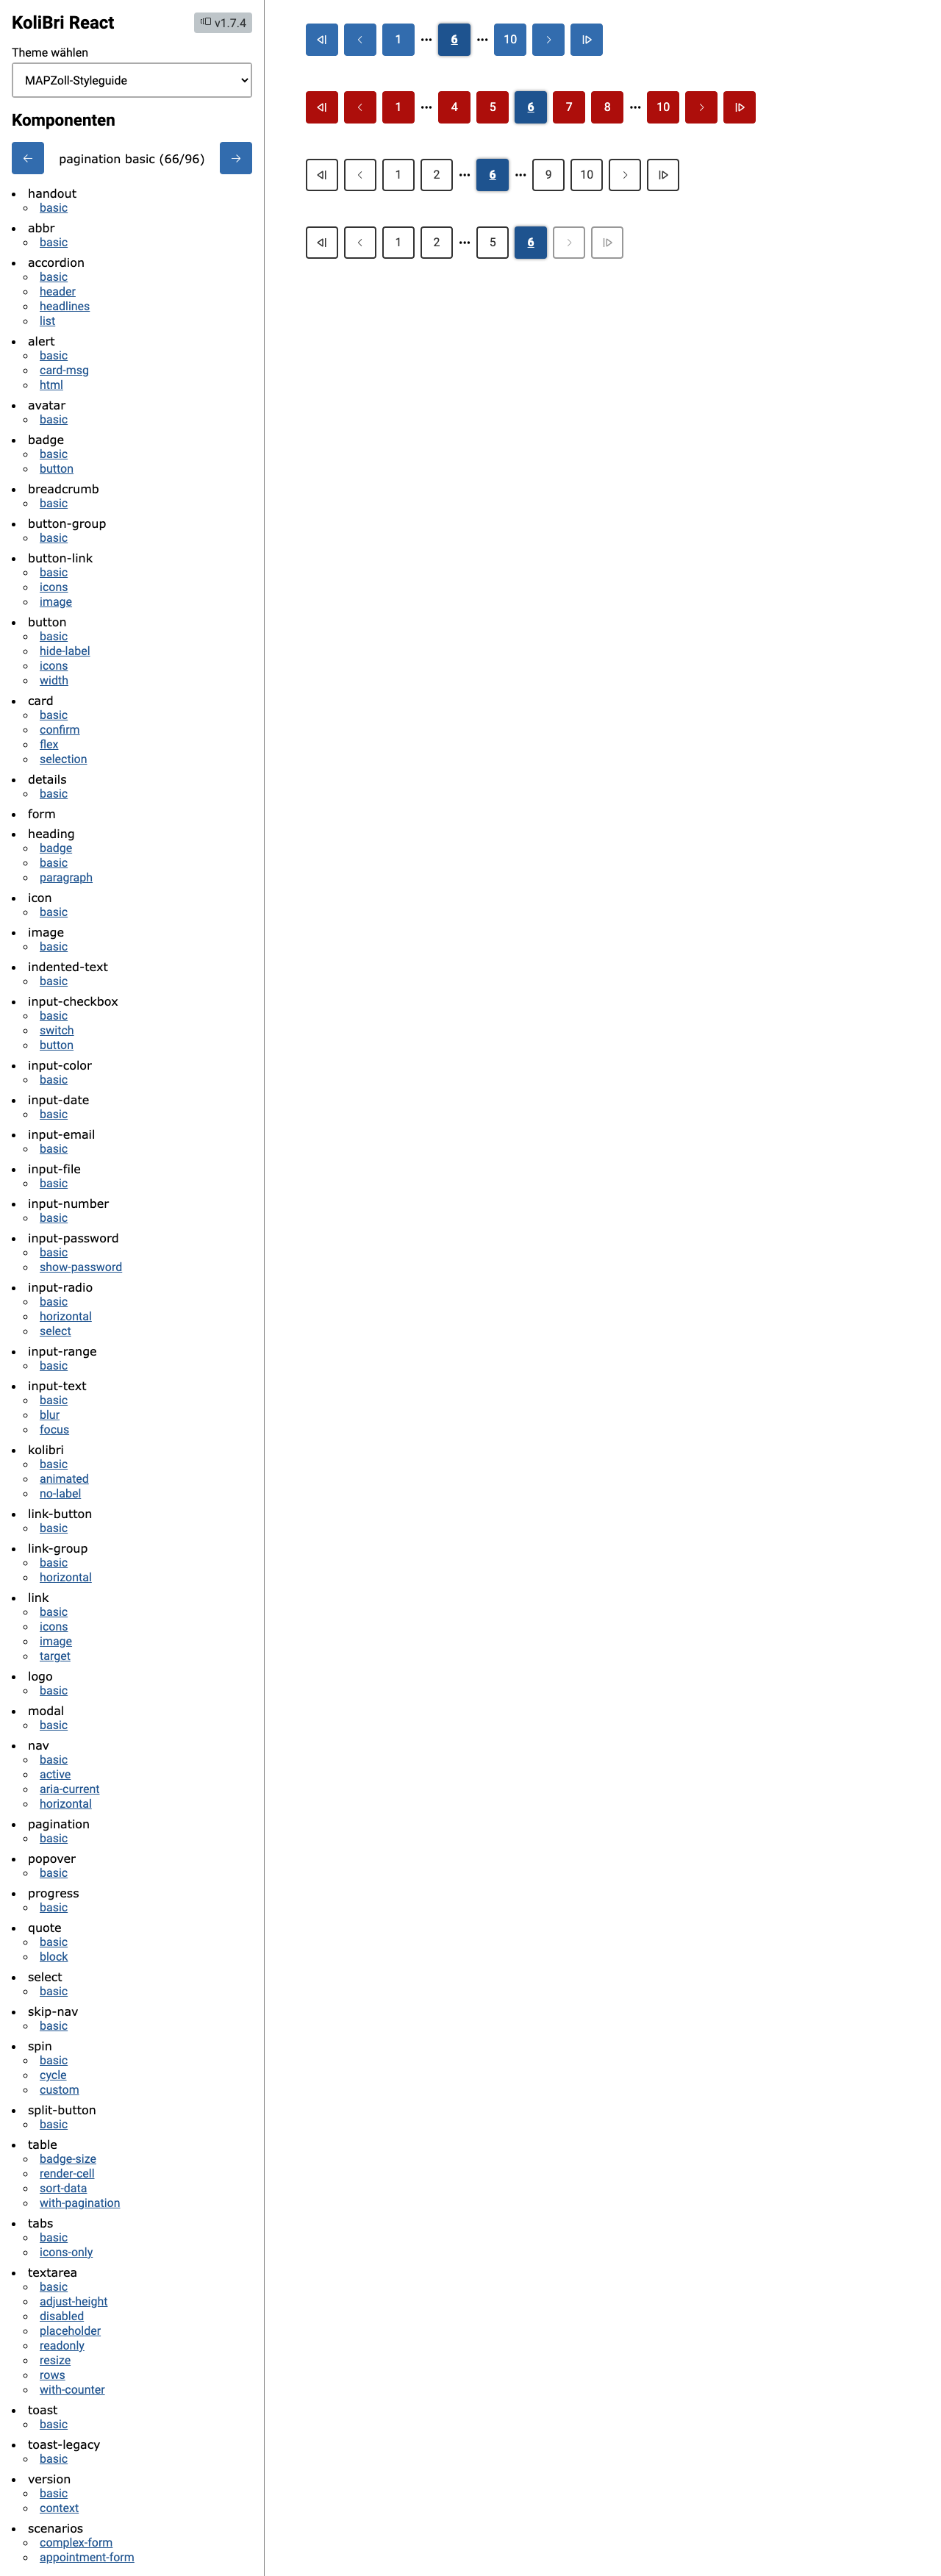 KoliBri React
v1.7.4
Theme wählen
MAPZoll-Styleguide
Komponenten
pagination basic (66/96)
handout
basic
abbr
basic
accordion
basic
header
headlines
list
alert
basic
card-msg
html
avatar
basic
badge
basic
button
breadcrumb
basic
button-group
basic
button-link
basic
icons
image
button
basic
hide-label
icons
width
card
basic
confirm
flex
selection
details
basic
form
heading
badge
basic
paragraph
icon
basic
image
basic
indented-text
basic
input-checkbox
basic
switch
button
input-color
basic
input-date
basic
input-email
basic
input-file
basic
input-number
basic
input-password
basic
show-password
input-radio
basic
horizontal
select
input-range
basic
input-text
basic
blur
focus
kolibri
basic
animated
no-label
link-button
basic
link-group
basic
horizontal
link
basic
icons
image
target
logo
basic
modal
basic
nav
basic
active
aria-current
horizontal
pagination
basic
popover
basic
progress
basic
quote
basic
block
select
basic
skip-nav
basic
spin
basic
cycle
custom
split-button
basic
table
badge-size
render-cell
sort-data
with-pagination
tabs
basic
icons-only
textarea
basic
adjust-height
disabled
placeholder
readonly
resize
rows
with-counter
toast
basic
toast-legacy
basic
version
basic
context
scenarios
complex-form
appointment-form
1 ••• 6 ••• 10
1 ••• 4 5 6 7 8 ••• 10
1 2 ••• 6 ••• 9 10
1 2 ••• 5 6